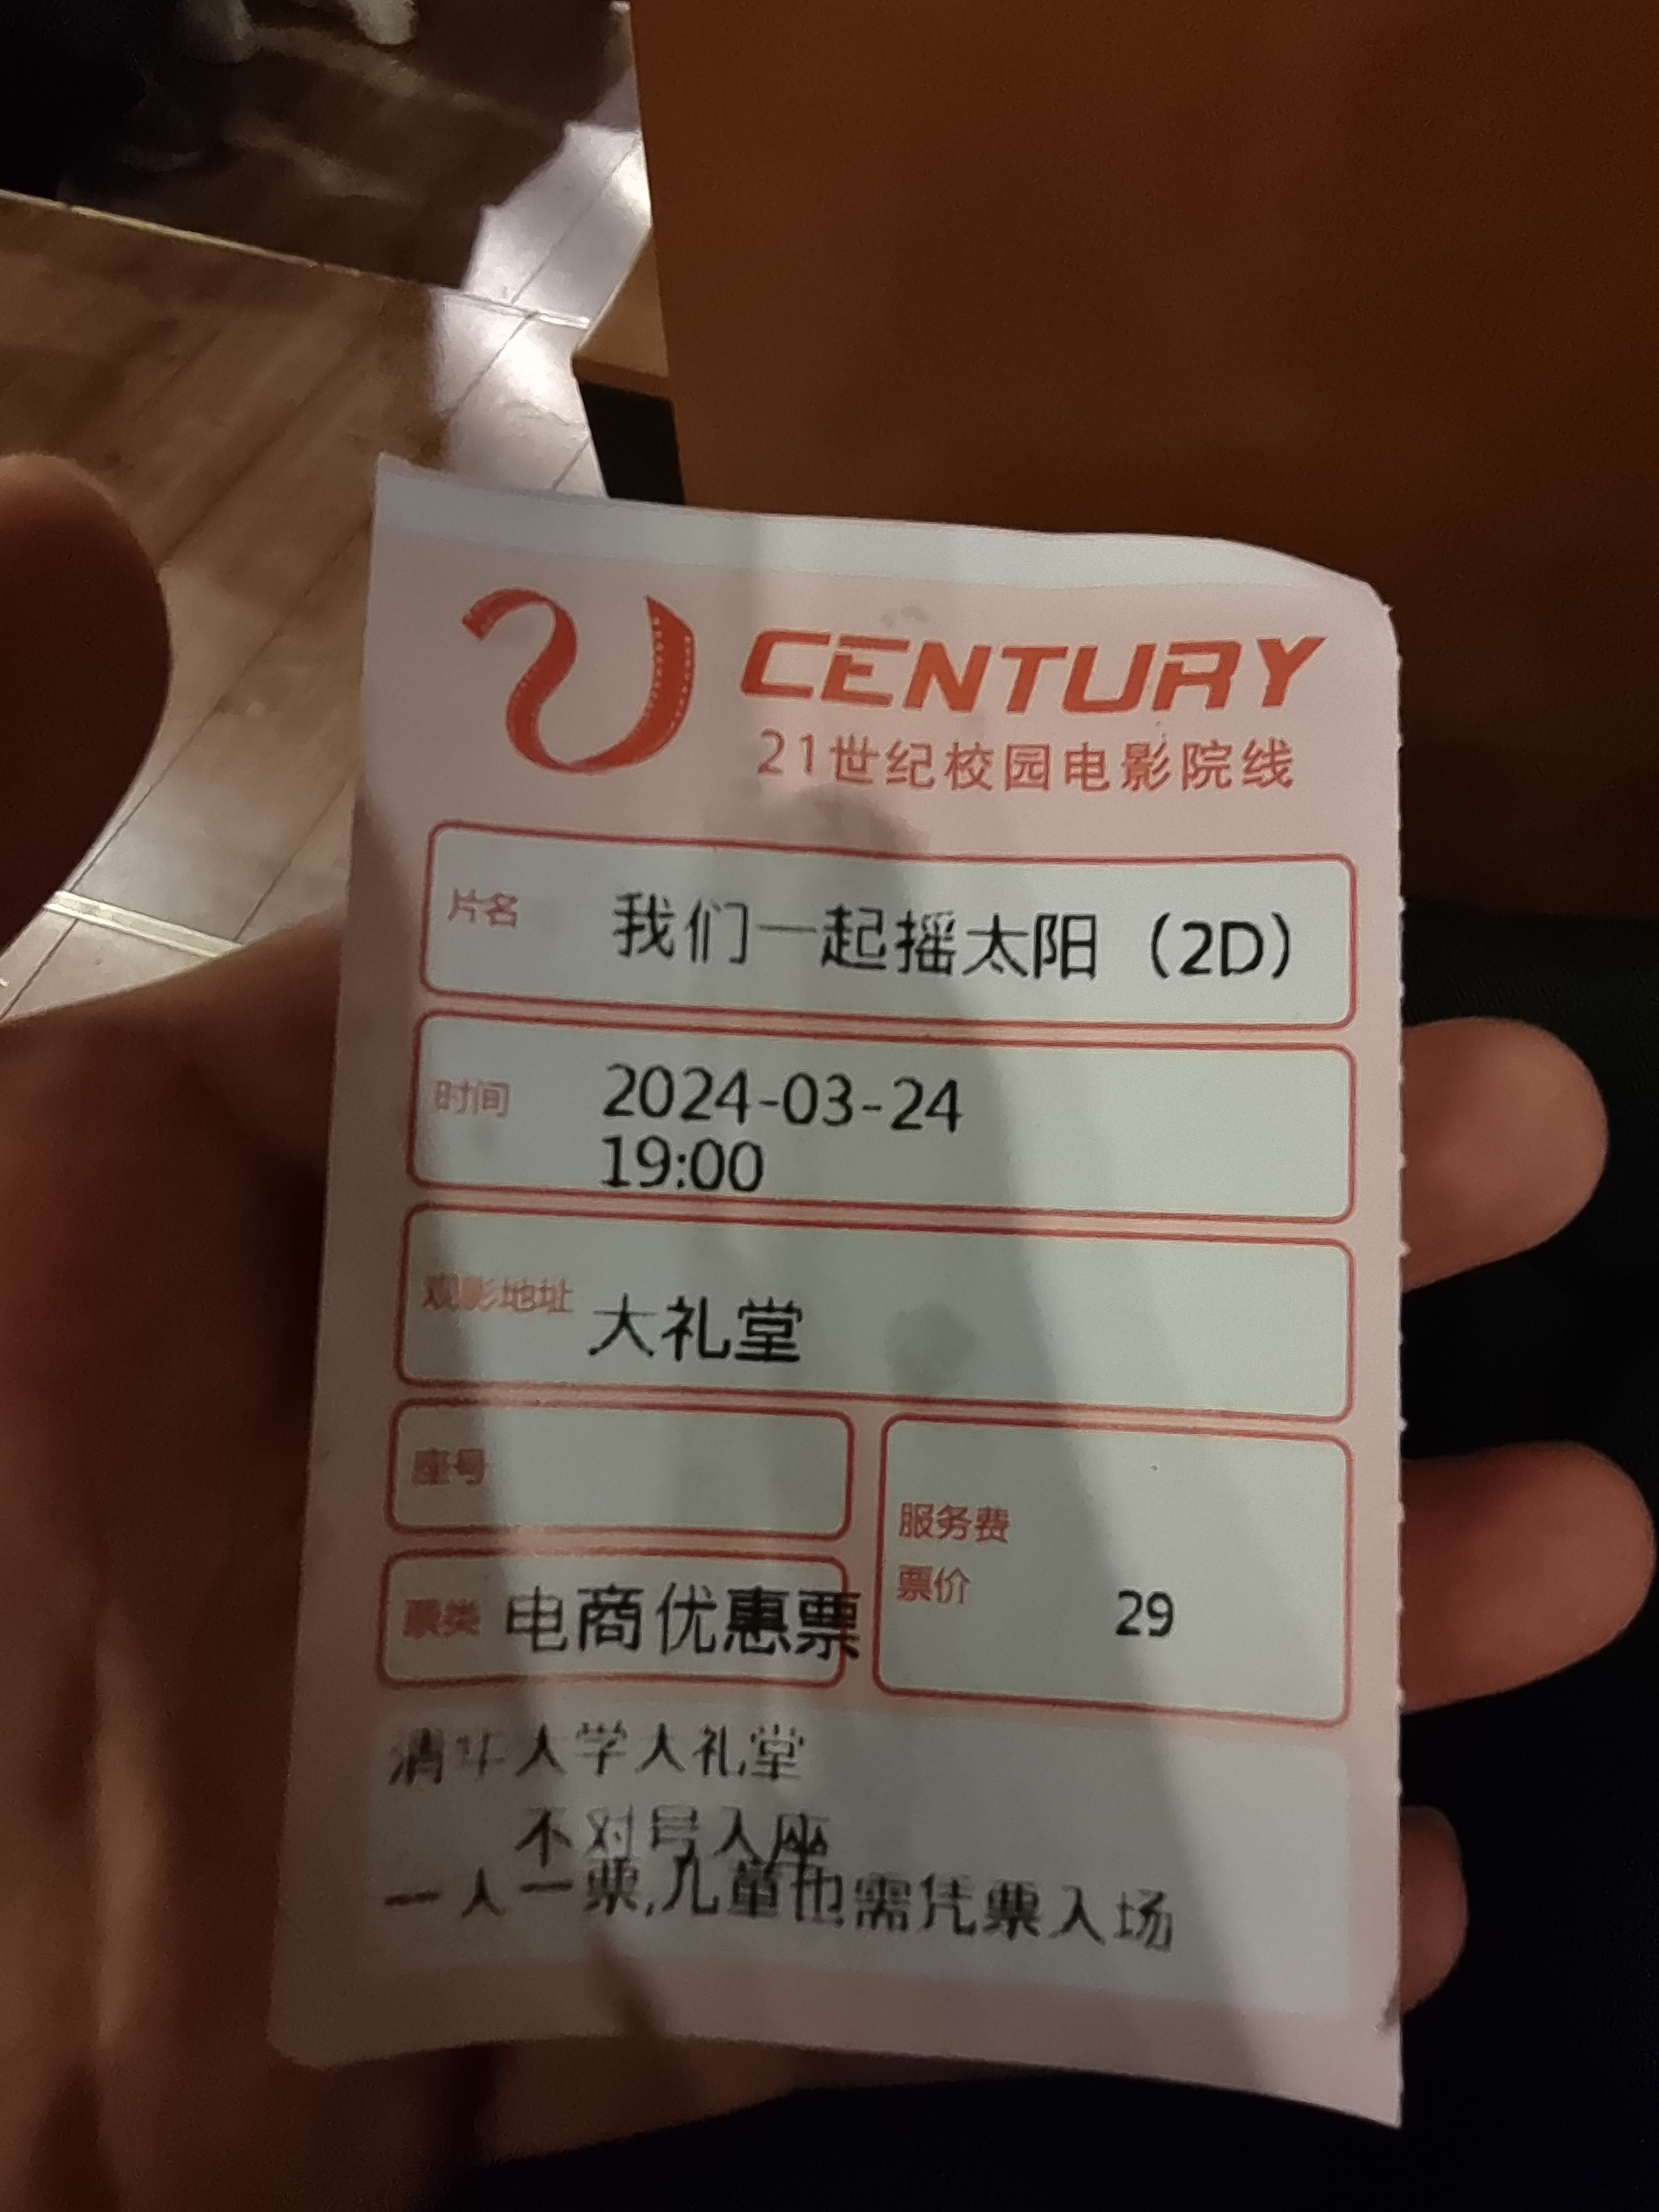 CENTURY
21世纪校园电影院线
片名 我们一起摇太阳（2D）
时间 2024-03-24
19:00
观影地址 大礼堂
座号
服务费
票价 29
票类 电商优惠票
清华大学大礼堂
不对号入座
一人一票,儿童也需凭票入场